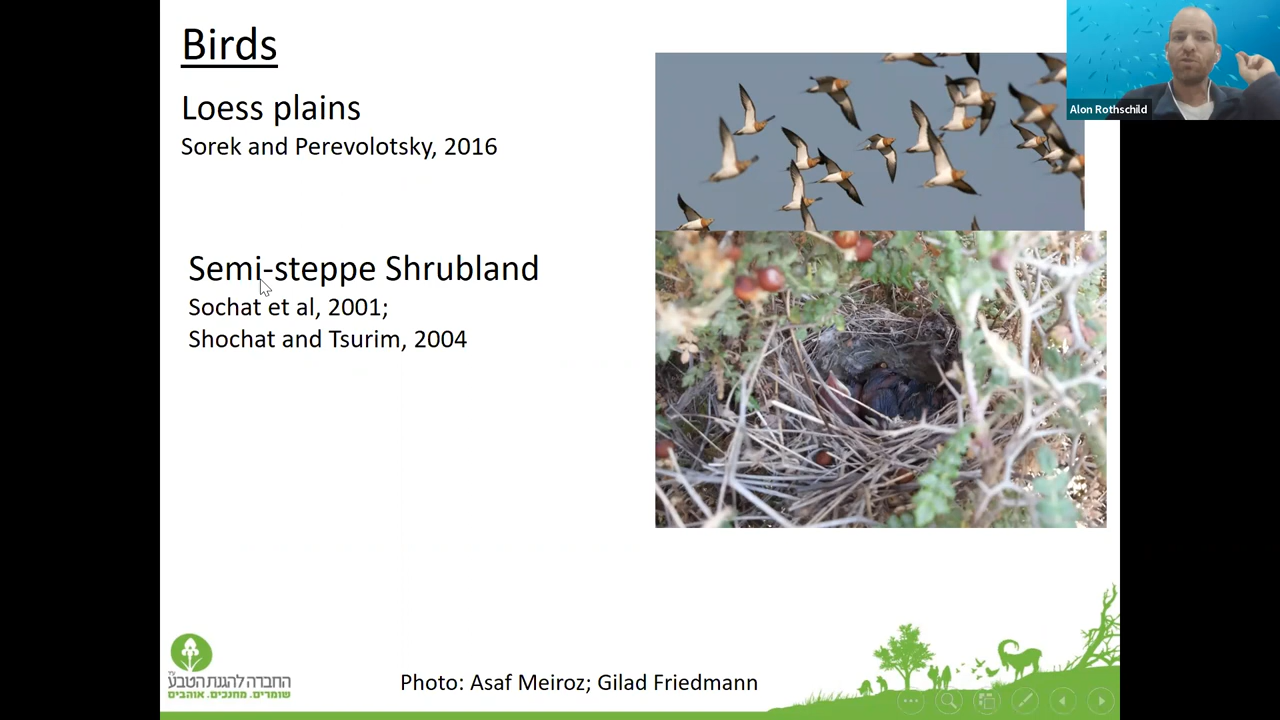 Birds
Loess plains
Sorek and Perevolotsky, 2016
Semi-steppe Shrubland
Sochat et al, 2001;
Shochat and Tsurim, 2004
Alon Rothschild
החברה להגנת הטבע
שומרים. מחנכים. אוהבים.
Photo: Asaf Meiroz; Gilad Friedmann